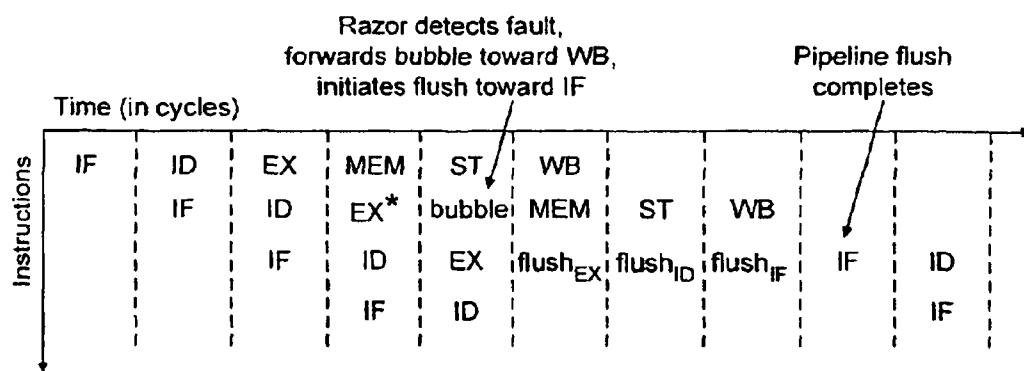 Razor detects fault,
forwards bubble toward WB,
initiates flush toward IF
Pipeline flush
completes
Time (in cycles)
Instructions
IF ID EX MEM ST WB
IF ID EX* bubble MEM ST WB
IF ID EX flushEX flushID flushIF IF ID
IF ID IF